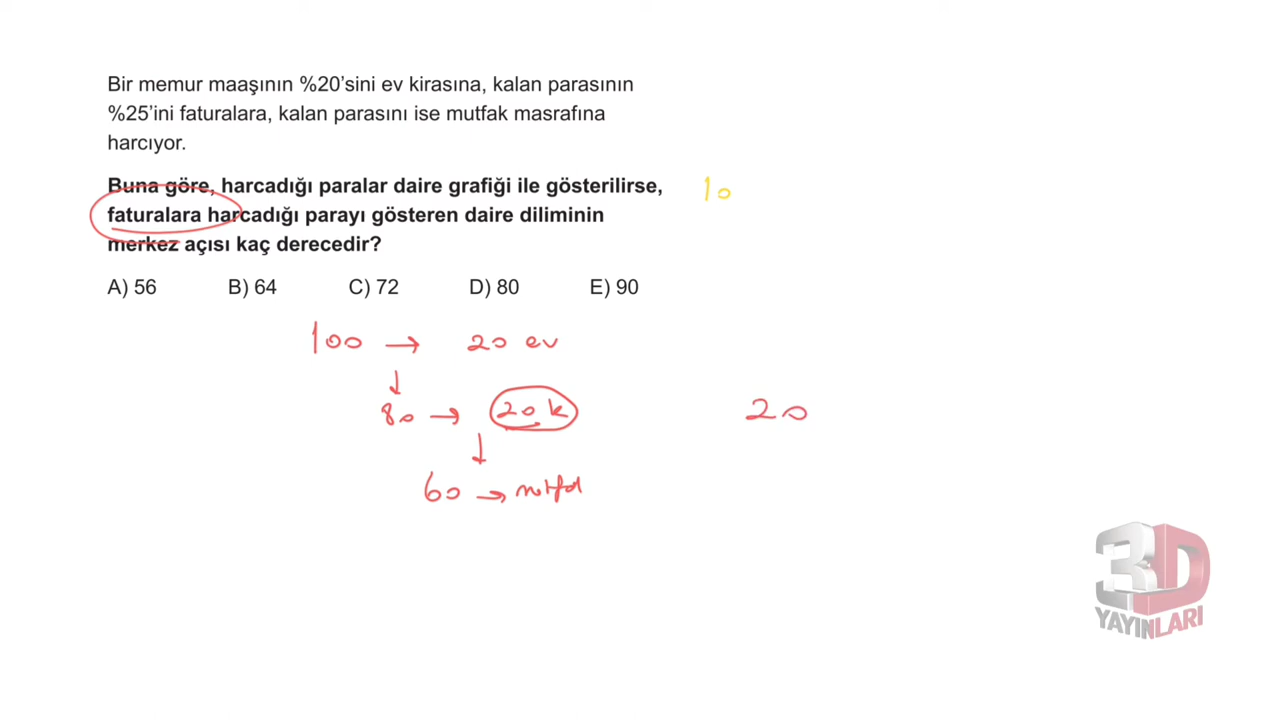 Bir memur maaşının %20’sini ev kirasına, kalan parasının
%25’ini faturalara, kalan parasını ise mutfak masrafına
harcıyor.
Buna göre, harcadığı paralar daire grafiği ile gösterilirse,
faturalara harcadığı parayı gösteren daire diliminin
merkez açısı kaç derecedir?
A) 56 B) 64 C) 72 D) 80 E) 90
10
100 → 20 ev
↓
80 → 20 k
20
↓
60 →
3D
YAYINLARI